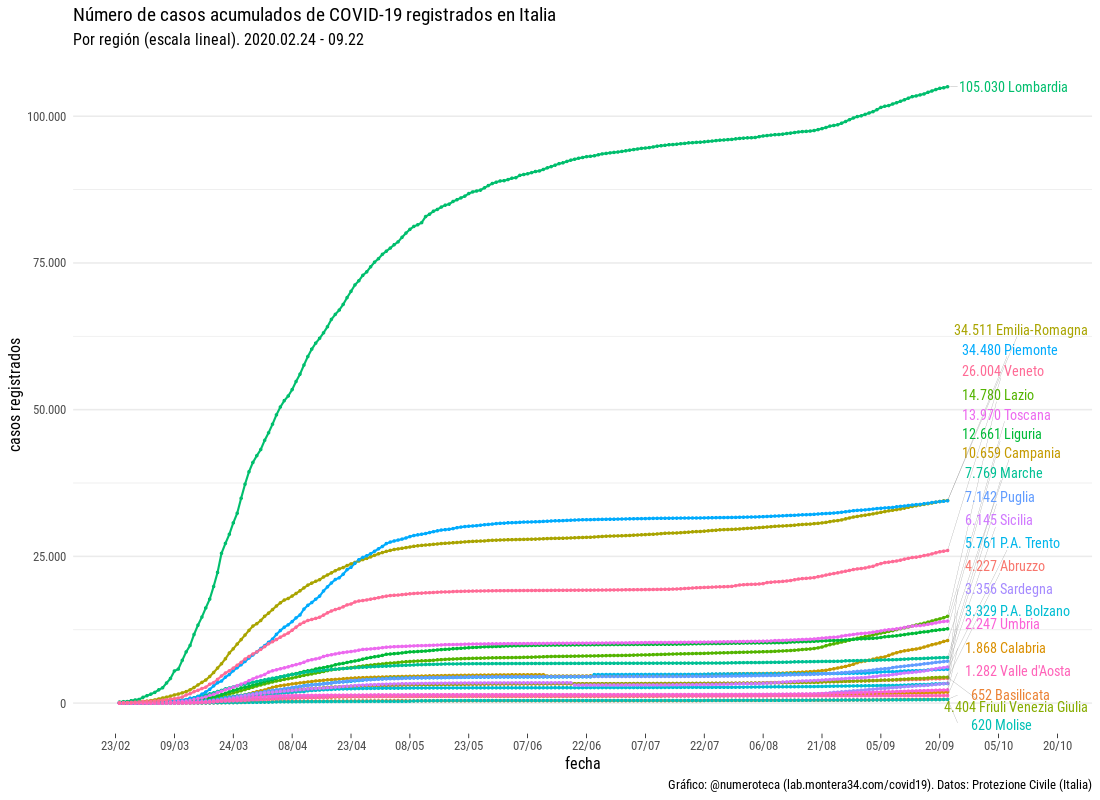 Número de casos acumulados de COVID-19 registrados en Italia
Por región (escala lineal). 2020.02.24 - 09.22
casos registrados
100.000
75.000
50.000
25.000
0
105.030 Lombardia
34.511 Emilia-Romagna
34.480 Piemonte
26.004 Veneto
14.780 Lazio
13.970 Toscana
12.661 Liguria
10.659 Campania
7.769 Marche
7.142 Puglia
6.145 Sicilia
5.761 P.A. Trento
4.227 Abruzzo
3.356 Sardegna
3.329 P.A. Bolzano
2.247 Umbria
1.868 Calabria
1.282 Valle d'Aosta
652 Basilicata
4.404 Friuli Venezia Giulia
620 Molise
23/02 09/03 24/03 08/04 23/04 08/05 23/05 07/06 22/06 07/07 22/07 06/08 21/08 05/09 20/09 05/10 20/10
fecha
Gráfico: @numeroteca (lab.montera34.com/covid19). Datos: Protezione Civile (Italia)